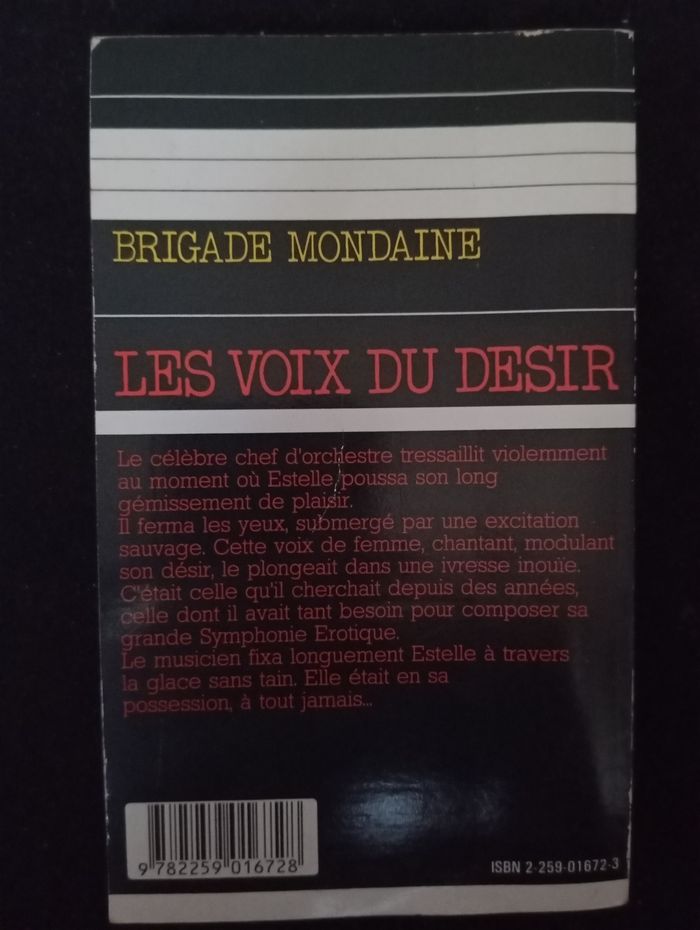 BRIGADE MONDAINE
LES VOIX DU DESIR
Le célèbre chef d'orchestre tressaillit violemment
au moment où Estelle poussa son long
gémissement de plaisir.
Il ferma les yeux, submergé par une excitation
sauvage. Cette voix de femme, chantant, modulant
son désir, le plongeait dans une ivresse inouïe.
C'était celle qu'il cherchait depuis des années,
celle dont il avait tant besoin pour composer sa
grande Symphonie Erotique.
Le musicien fixa longuement Estelle à travers
la glace sans tain. Elle était en sa
possession, à tout jamais...
9 782259 016728
ISBN 2-259-01672-3